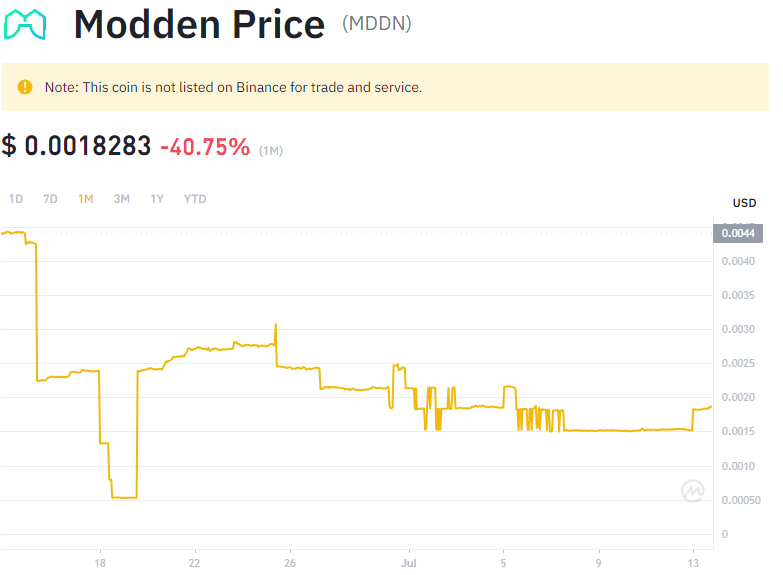 Modden Price (MDDN)
Note: This coin is not listed on Binance for trade and service.
$ 0.0018283 -40.75% (1M)
1D 7D 1M 3M 1Y YTD
USD
0.0044
0.0040
0.0035
0.0030
0.0025
0.0020
0.0015
0.0010
0.00050
0
18 22 26 Jul 5 9 13